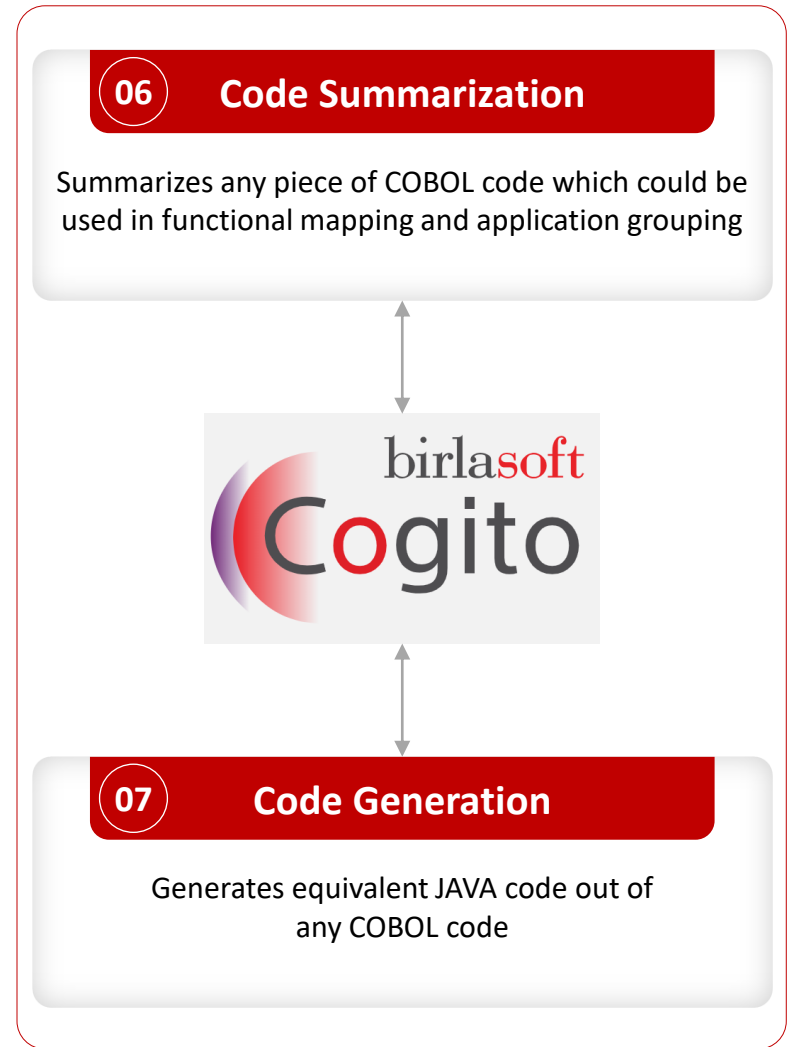 06
Code Summarization
Summarizes any piece of COBOL code which could be
used in functional mapping and application grouping
birlasoft
Cogito
07
Code Generation
Generates equivalent JAVA code out of
any COBOL code